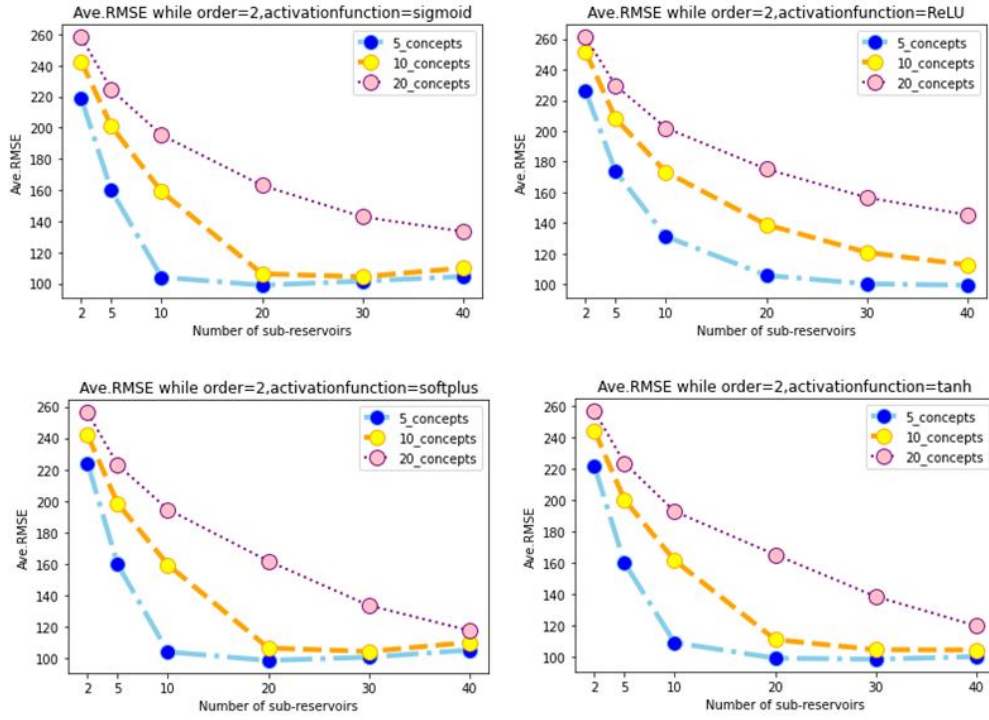 Ave.RMSE while order=2,activationfunction=sigmoid
260
240
220
200
180
160
140
120
100
Ave.RMSE
5_concepts
10_concepts
20_concepts
2 5 10 20 30 40
Number of sub-reservoirs
Ave.RMSE while order=2,activationfunction=ReLU
260
240
220
200
180
160
140
120
100
Ave.RMSE
5_concepts
10_concepts
20_concepts
2 5 10 20 30 40
Number of sub-reservoirs
Ave.RMSE while order=2,activationfunction=softplus
260
240
220
200
180
160
140
120
100
Ave.RMSE
5_concepts
10_concepts
20_concepts
2 5 10 20 30 40
Number of sub-reservoirs
Ave.RMSE while order=2,activationfunction=tanh
260
240
220
200
180
160
140
120
100
Ave.RMSE
5_concepts
10_concepts
20_concepts
2 5 10 20 30 40
Number of sub-reservoirs